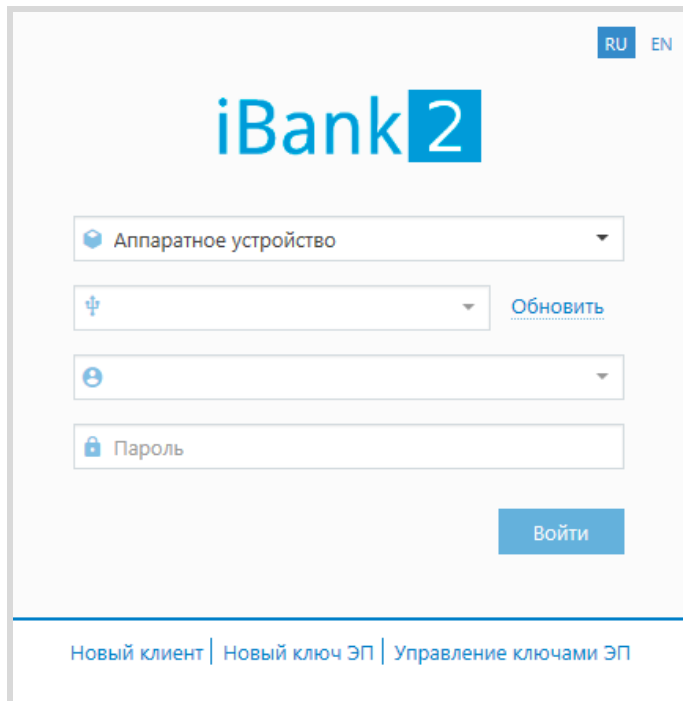 RU EN
iBank 2
Аппаратное устройство
Обновить
Пароль
Войти
Новый клиент | Новый ключ ЭП | Управление ключами ЭП